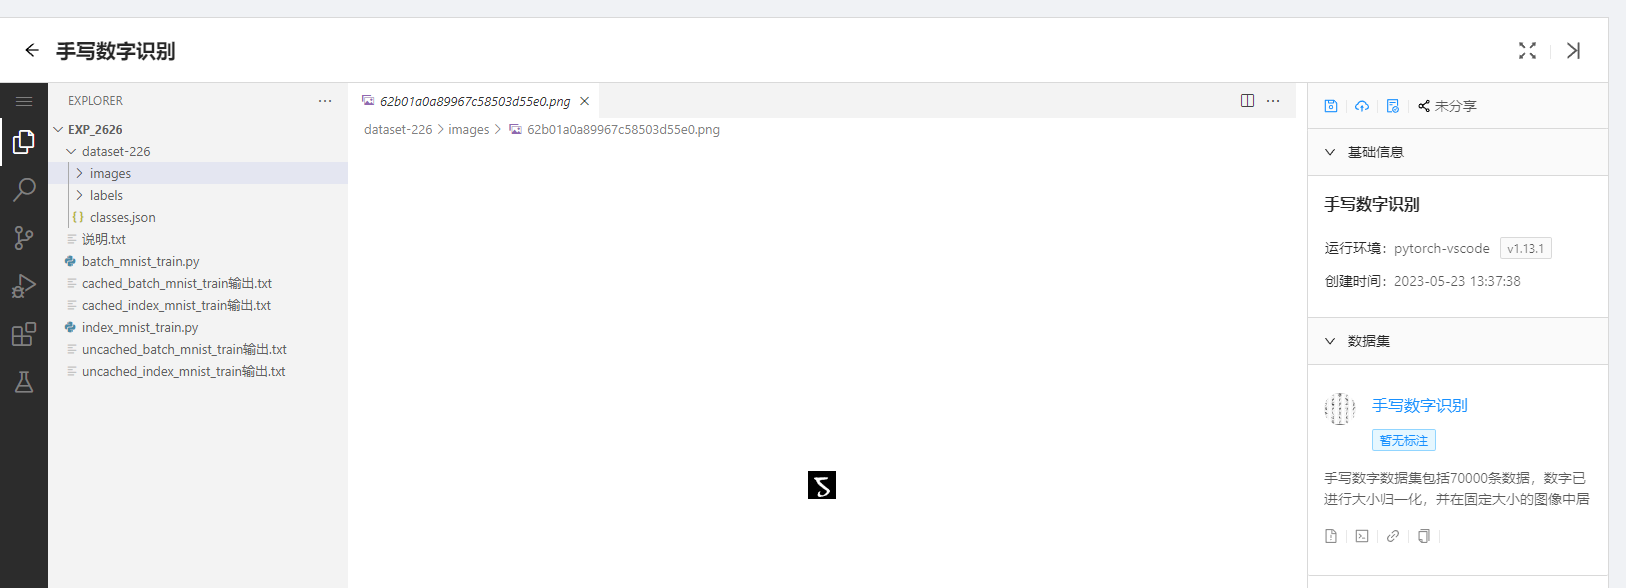 手写数字识别
EXPLORER
EXP_2626
dataset-226
images
labels
classes.json
说明.txt
batch_mnist_train.py
cached_batch_mnist_train输出.txt
cached_index_mnist_train输出.txt
index_mnist_train.py
uncached_batch_mnist_train输出.txt
uncached_index_mnist_train输出.txt
62b01a0a89967c58503d55e0.png
dataset-226 > images > 62b01a0a89967c58503d55e0.png
未分享
基础信息
手写数字识别
运行环境：pytorch-vscode v1.13.1
创建时间：2023-05-23 13:37:38
数据集
手写数字识别
暂无标注
手写数字数据集包括70000条数据，数字已
进行大小归一化，并在固定大小的图像中居